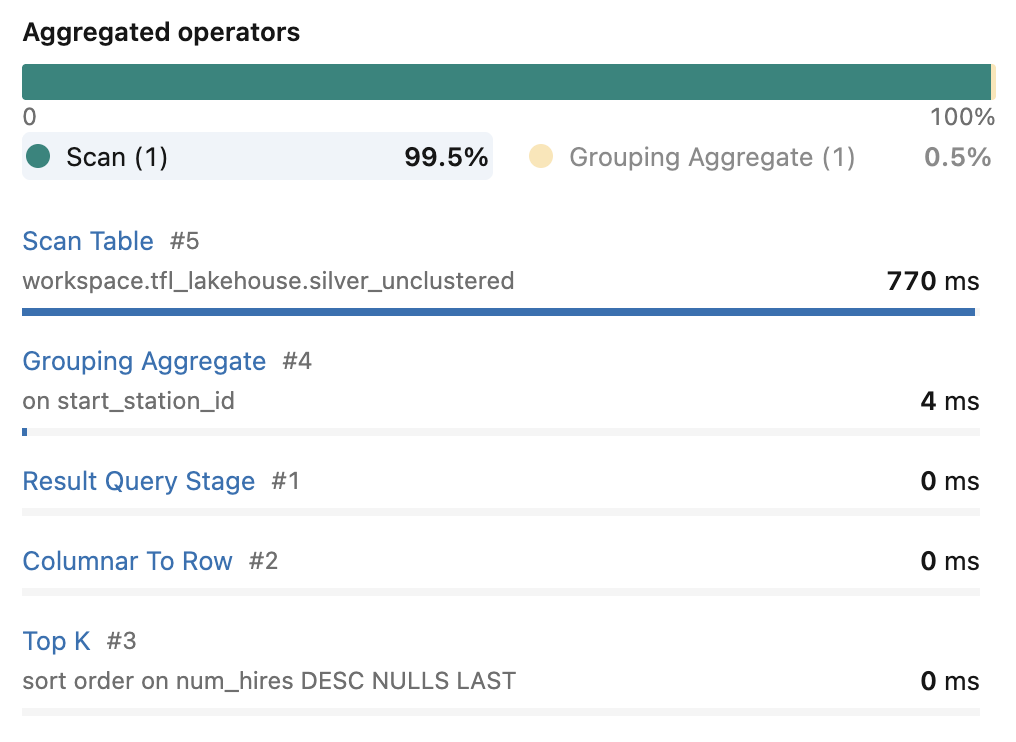 Aggregated operators
0 100%
Scan (1) 99.5% Grouping Aggregate (1) 0.5%
Scan Table #5
workspace.tfl_lakehouse.silver_unclustered 770 ms
Grouping Aggregate #4
on start_station_id 4 ms
Result Query Stage #1 0 ms
Columnar To Row #2 0 ms
Top K #3
sort order on num_hires DESC NULLS LAST 0 ms